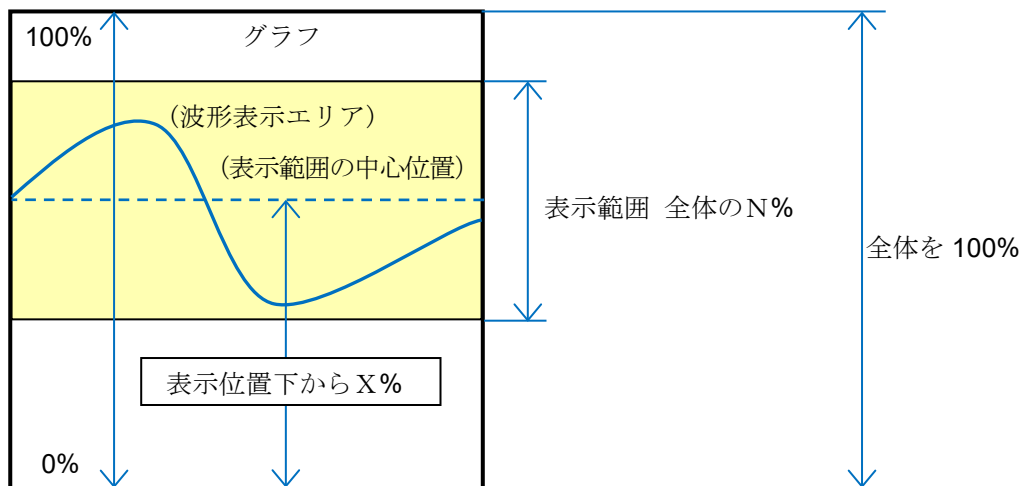 100%
グラフ
(波形表示エリア)
(表示範囲の中心位置)
表示範囲 全体のN%
全体を 100%
表示位置下からX%
0%